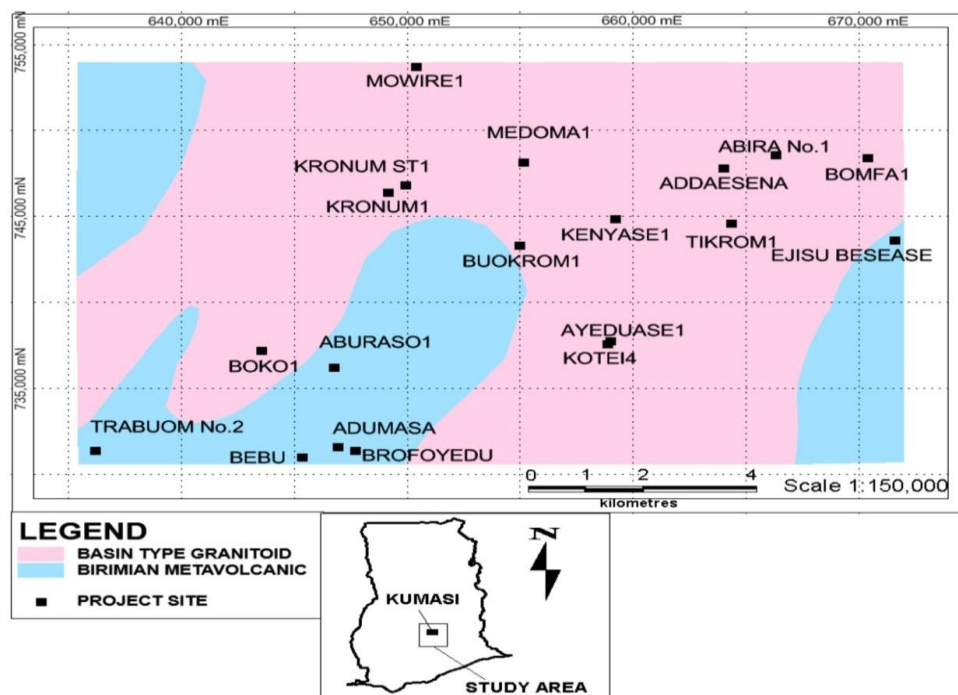 640,000 mE
650,000 mE
660,000 mE
670,000 mE
755,000 mN
745,000 mN
735,000 mN
MOWIRE1
MEDOMA1
ABIRA No.1
KRONUM ST1
ADDAESENA
BOMFA1
KRONUM1
KENYASE1
TIKROM1
BUOKROM1
EJISU BESEASE
AYEDUASE1
ABURASO1
BOKO1
KOTEI4
TRABUOM No.2
ADUMASA
BEBU
BROFOYEDU
0 1 2 4
Scale 1:150,000
kilometres
LEGEND
BASIN TYPE GRANITOID
BIRIMIAN METAVOLCANIC
PROJECT SITE
N
KUMASI
STUDY AREA